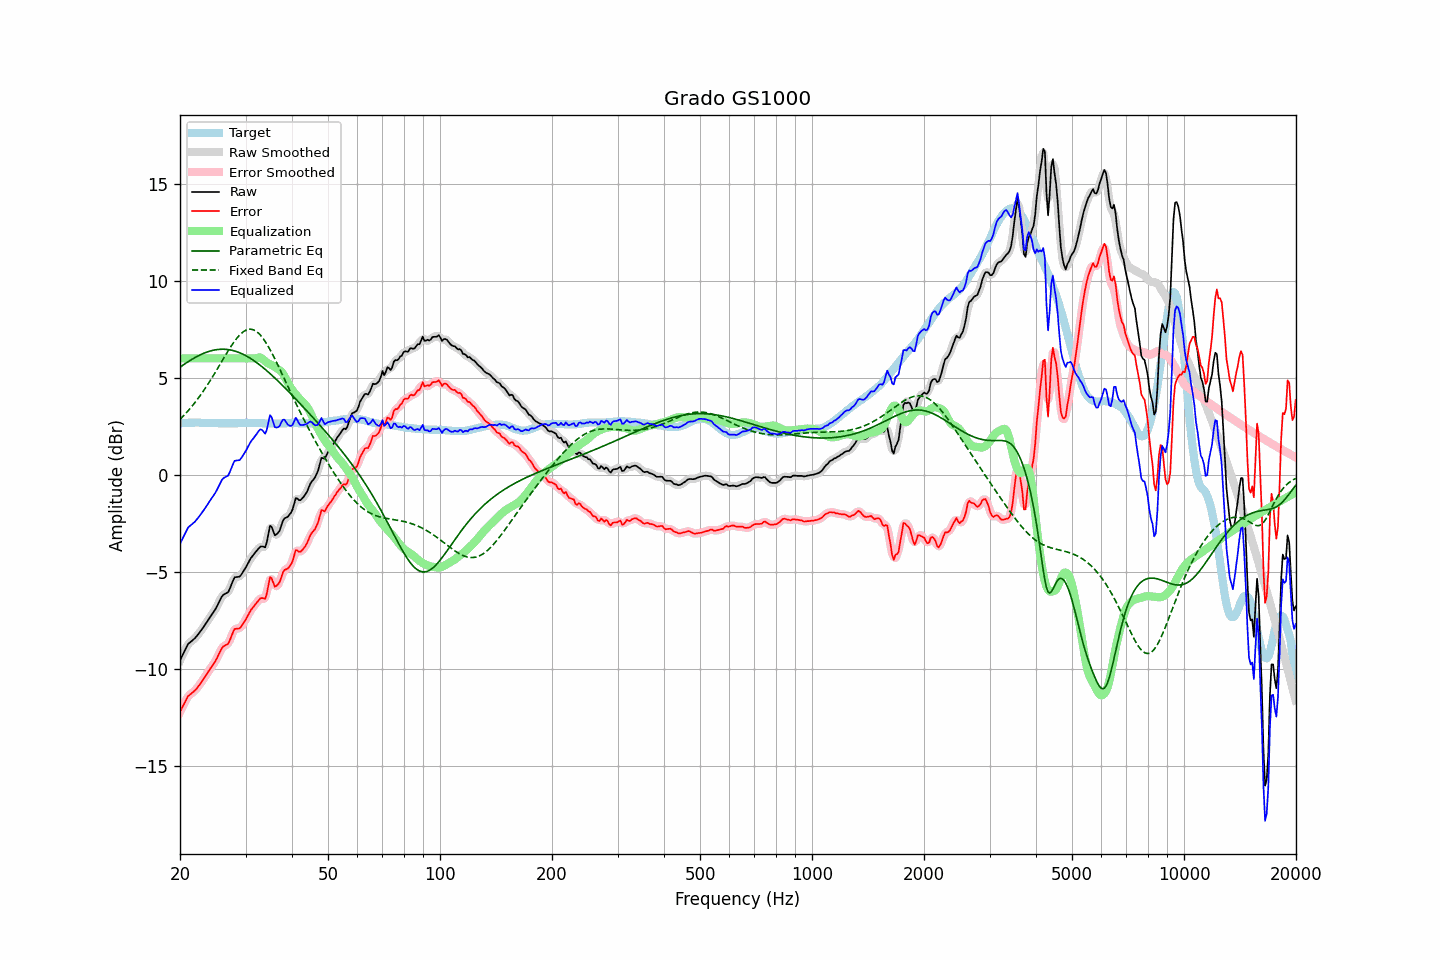 Grado GS1000
Target
Raw Smoothed
Error Smoothed
Raw
Error
Equalization
Parametric Eq
Fixed Band Eq
Equalized
15
10
5
0
−5
−10
−15
Amplitude (dBr)
20 50 100 200 500 1000 2000 5000 10000 20000
Frequency (Hz)